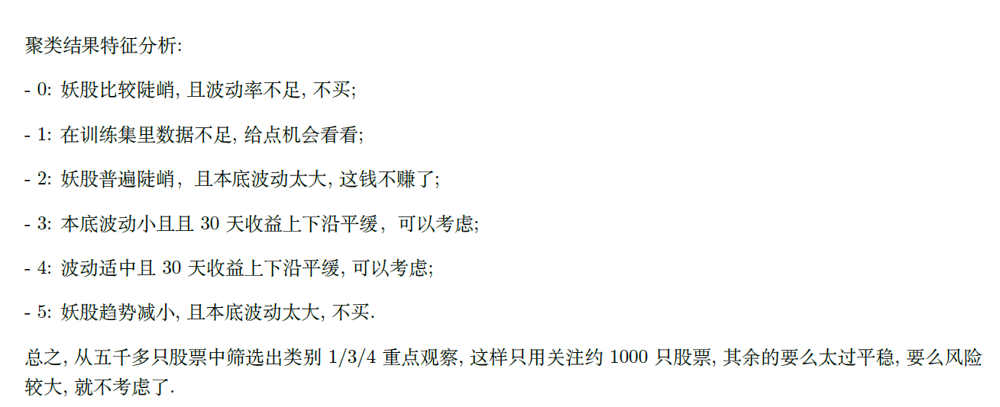 聚类结果特征分析:
- 0: 妖股比较陡峭, 且波动率不足, 不买;
- 1: 在训练集里数据不足, 给点机会看看;
- 2: 妖股普遍陡峭，且本底波动太大, 这钱不赚了;
- 3: 本底波动小且且 30 天收益上下沿平缓，可以考虑;
- 4: 波动适中且 30 天收益上下沿平缓, 可以考虑;
- 5: 妖股趋势减小, 且本底波动太大, 不买.
总之, 从五千多只股票中筛选出类别 1/3/4 重点观察, 这样只用关注约 1000 只股票, 其余的要么太过平稳, 要么风险
较大, 就不考虑了.